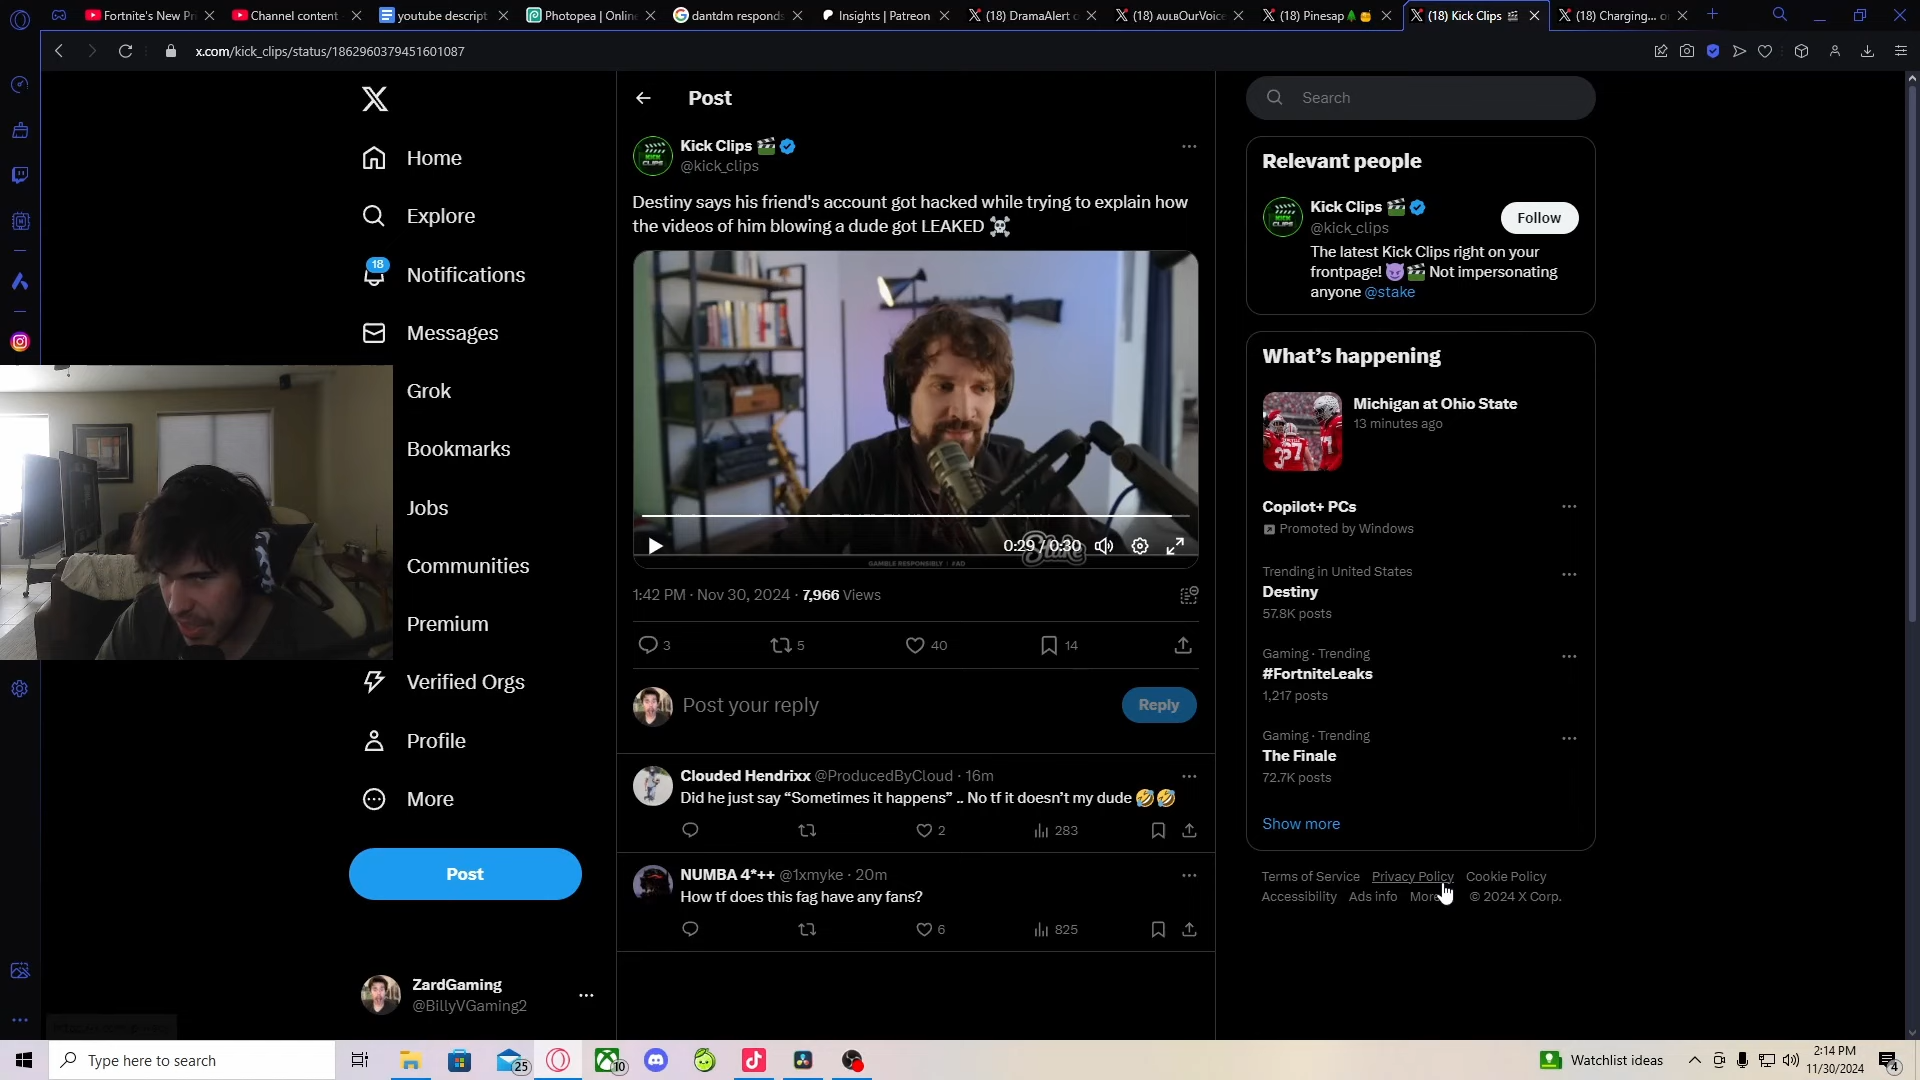 Fortnite's New Pri
Channel content
youtube descript
Photopea | Onlin
dantdm respond
Insights | Patreon
(18) DramaAlert o
(18) ᴀᴜʟʙOurVoice
(18) Pinesap🌲🍯
(18) Kick Clips 🎬
(18) Charging... o
x.com/kick_clips/status/1862960379451601087
Post
Search
Home
Explore
18
Notifications
Messages
Grok
Bookmarks
Jobs
Communities
Premium
Verified Orgs
Profile
More
Post
ZardGaming
@BillyVGaming2
Kick Clips 🎬
@kick_clips
Destiny says his friend's account got hacked while trying to explain how
the videos of him blowing a dude got LEAKED ☠️
0:29 / 0:30
Stake
GAMBLE RESPONSIBLY | #AD
1:42 PM · Nov 30, 2024 · 7,966 Views
3
5
40
14
Post your reply
Reply
Clouded Hendrixx @ProducedByCloud · 16m
Did he just say “Sometimes it happens” .. No tf it doesn’t my dude 🤣🤣
2
283
NUMBA 4*++ @1xmyke · 20m
How tf does this fag have any fans?
6
825
Relevant people
Kick Clips 🎬
@kick_clips
Follow
The latest Kick Clips right on your
frontpage! 😈🎬 Not impersonating
anyone @stake
What’s happening
Michigan at Ohio State
13 minutes ago
Copilot+ PCs
Promoted by Windows
Trending in United States
Destiny
57.8K posts
Gaming · Trending
#FortniteLeaks
1,217 posts
Gaming · Trending
The Finale
72.7K posts
Show more
Terms of Service Privacy Policy Cookie Policy
Accessibility Ads info More © 2024 X Corp.
Type here to search
25
10
Watchlist ideas
2:14 PM
11/30/2024
4